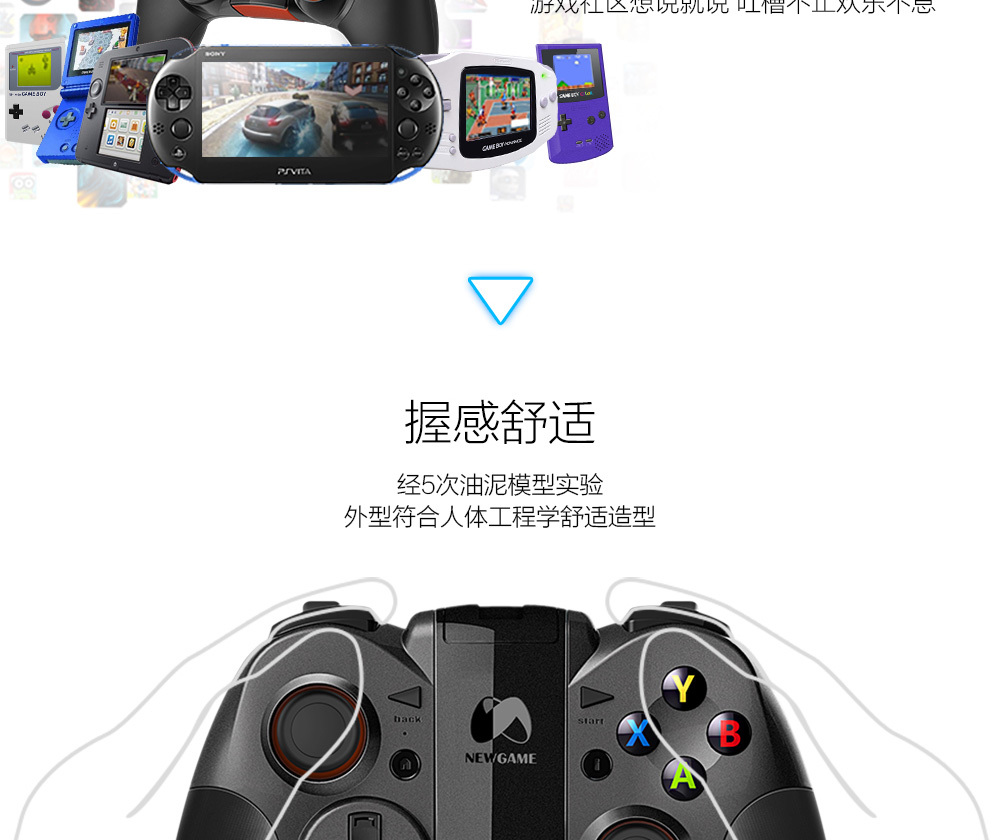 游戏社区想说就说 吐槽不止欢乐不息
SONY
GAME BOY
PSVITA
GAME BOY ADVANCE
GAME BOY COLOR
握感舒适
经5次油泥模型实验
外型符合人体工程学舒适造型
back
start
Y
X
B
A
NEWGAME